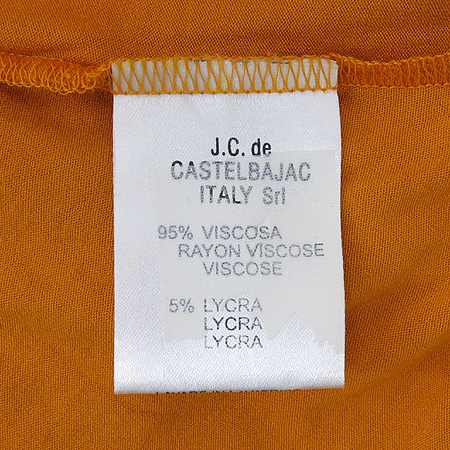 J.C. de
CASTELBAJAC
ITALY Srl
95% VISCOSA
RAYON VISCOSE
VISCOSE
5% LYCRA
LYCRA
LYCRA